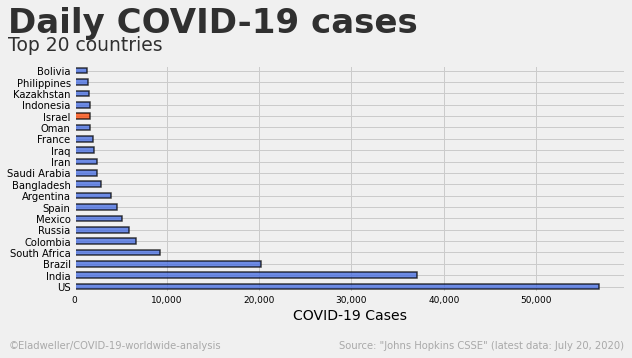 Daily COVID-19 cases
Top 20 countries
Bolivia
Philippines
Kazakhstan
Indonesia
Israel
Oman
France
Iraq
Iran
Saudi Arabia
Bangladesh
Argentina
Spain
Mexico
Russia
Colombia
South Africa
Brazil
India
US
0 10,000 20,000 30,000 40,000 50,000
COVID-19 Cases
©Eladweller/COVID-19-worldwide-analysis Source: "Johns Hopkins CSSE" (latest data: July 20, 2020)